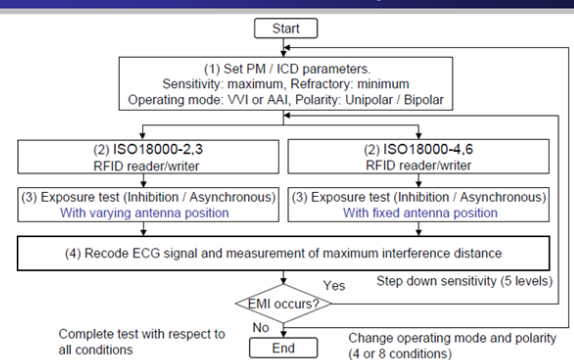 Start
(1) Set PM / ICD parameters.
Sensitivity: maximum, Refractory: minimum
Operating mode: VVI or AAI, Polarity: Unipolar / Bipolar
(2) ISO18000-2,3
RFID reader/writer
(2) ISO18000-4,6
RFID reader/writer
(3) Exposure test (Inhibition / Asynchronous)
With varying antenna position
(3) Exposure test (Inhibition / Asynchronous)
With fixed antenna position
(4) Recode ECG signal and measurement of maximum interference distance
Yes
Step down sensitivity (5 levels)
EMI occurs?
No
Complete test with respect to
all conditions
End
Change operating mode and polarity
(4 or 8 conditions)